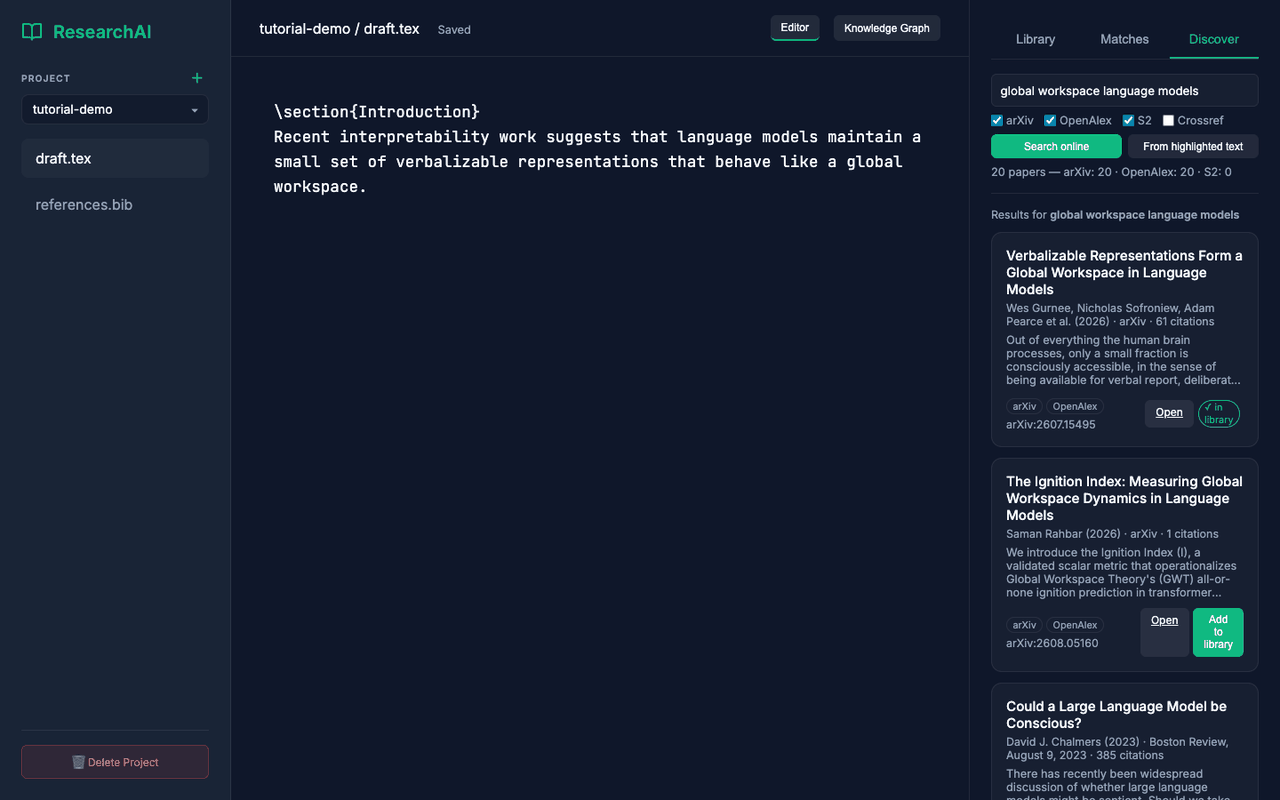 ResearchAI
PROJECT
+
tutorial-demo
draft.tex
references.bib
Delete Project
tutorial-demo / draft.tex
Saved
Editor
Knowledge Graph
\section{Introduction}
Recent interpretability work suggests that language models maintain a
small set of verbalizable representations that behave like a global
workspace.
Library
Matches
Discover
global workspace language models
arXiv
OpenAlex
S2
Crossref
Search online
From highlighted text
20 papers — arXiv: 20 · OpenAlex: 20 · S2: 0
Results for global workspace language models
Verbalizable Representations Form a
Global Workspace in Language
Models
Wes Gurnee, Nicholas Sofroniew, Adam
Pearce et al. (2026) · arXiv · 61 citations
Out of everything the human brain
processes, only a small fraction is
consciously accessible, in the sense of
being available for verbal report, deliberat...
arXiv
OpenAlex
arXiv:2607.15495
Open
✓ in
library
The Ignition Index: Measuring Global
Workspace Dynamics in Language
Models
Saman Rahbar (2026) · arXiv · 1 citations
We introduce the Ignition Index (I), a
validated scalar metric that operationalizes
Global Workspace Theory's (GWT) all-or-
none ignition prediction in transformer...
arXiv
OpenAlex
arXiv:2608.05160
Open
Add
to
library
Could a Large Language Model be
Conscious?
David J. Chalmers (2023) · Boston Review,
August 9, 2023 · 385 citations
There has recently been widespread
discussion of whether large language
models might be sentient. Should we take